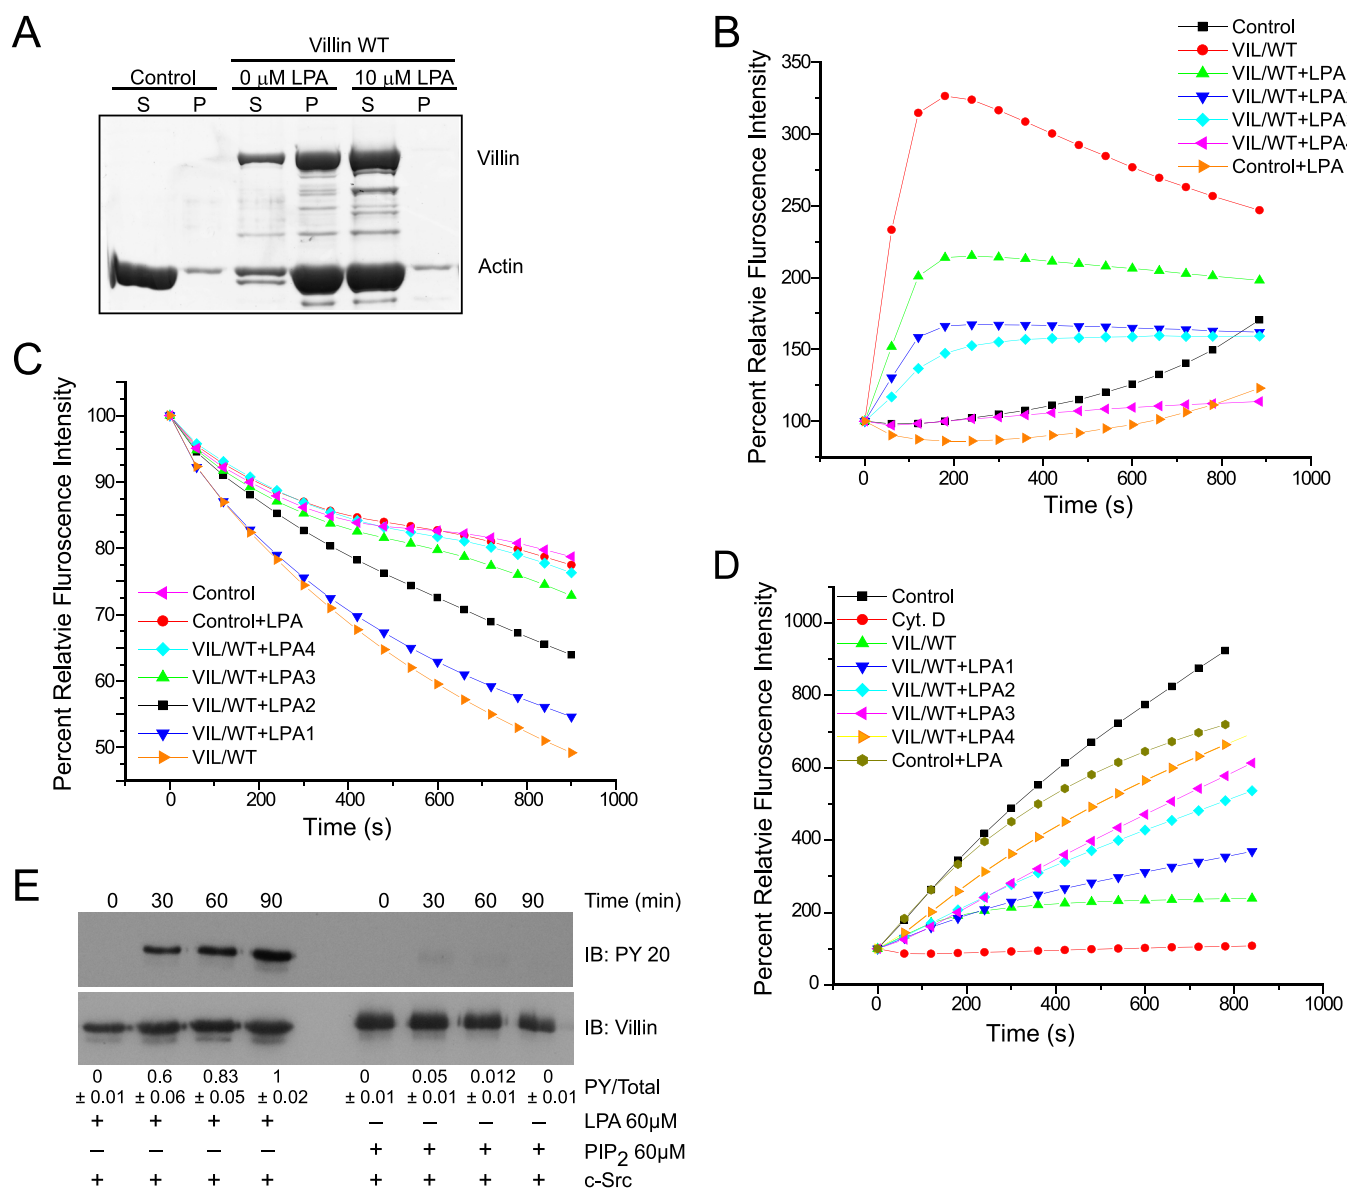 A
Villin WT
Control
0 µM LPA
10 µM LPA
S P S P S P
Villin
Actin
B
Percent Relatvie Fluroscence Intensity
350
300
250
200
150
100
0 200 400 600 800 1000
Time (s)
Control
VIL/WT
VIL/WT+LPA
VIL/WT+LPA
VIL/WT+LPA
VIL/WT+LPA
Control+LPA
C
Percent Relative Fluroscence Intensity
100
90
80
70
60
50
0 200 400 600 800 1000
Time (s)
Control
Control+LPA
VIL/WT+LPA4
VIL/WT+LPA3
VIL/WT+LPA2
VIL/WT+LPA1
VIL/WT
D
Percent Relatvie Fluroscence Intensity
1000
800
600
400
200
0
0 200 400 600 800 1000
Time (s)
Control
Cyt. D
VIL/WT
VIL/WT+LPA1
VIL/WT+LPA2
VIL/WT+LPA3
VIL/WT+LPA4
Control+LPA
E
0 30 60 90 0 30 60 90 Time (min)
IB: PY 20
IB: Villin
0 0.6 0.83 1 0 0.05 0.012 0
± 0.01 ± 0.06 ± 0.05 ± 0.02 ± 0.01 ± 0.01 ± 0.01 ± 0.01
PY/Total
+ + + + – – – – LPA 60µM
– – – – + + + + PIP2 60µM
+ + + + + + + + c-Src